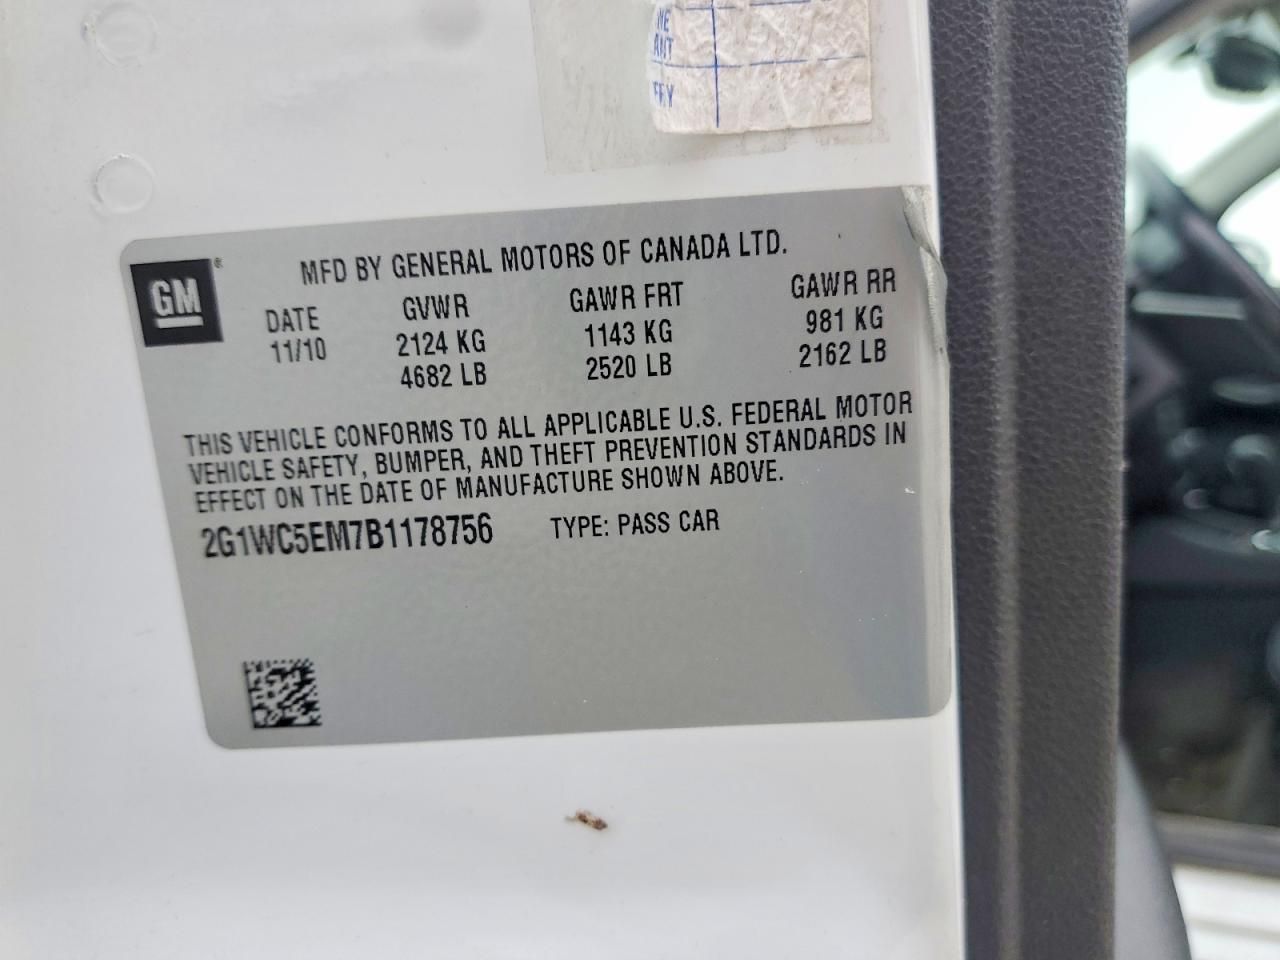 NE
ANT
GM
MFD BY GENERAL MOTORS OF CANADA LTD.
DATE GVWR GAWR FRT GAWR RR
11/10 2124 KG 1143 KG 981 KG
4682 LB 2520 LB 2162 LB
THIS VEHICLE CONFORMS TO ALL APPLICABLE U.S. FEDERAL MOTOR
VEHICLE SAFETY, BUMPER, AND THEFT PREVENTION STANDARDS IN
EFFECT ON THE DATE OF MANUFACTURE SHOWN ABOVE.
2G1WC5EM7B1178756 TYPE: PASS CAR